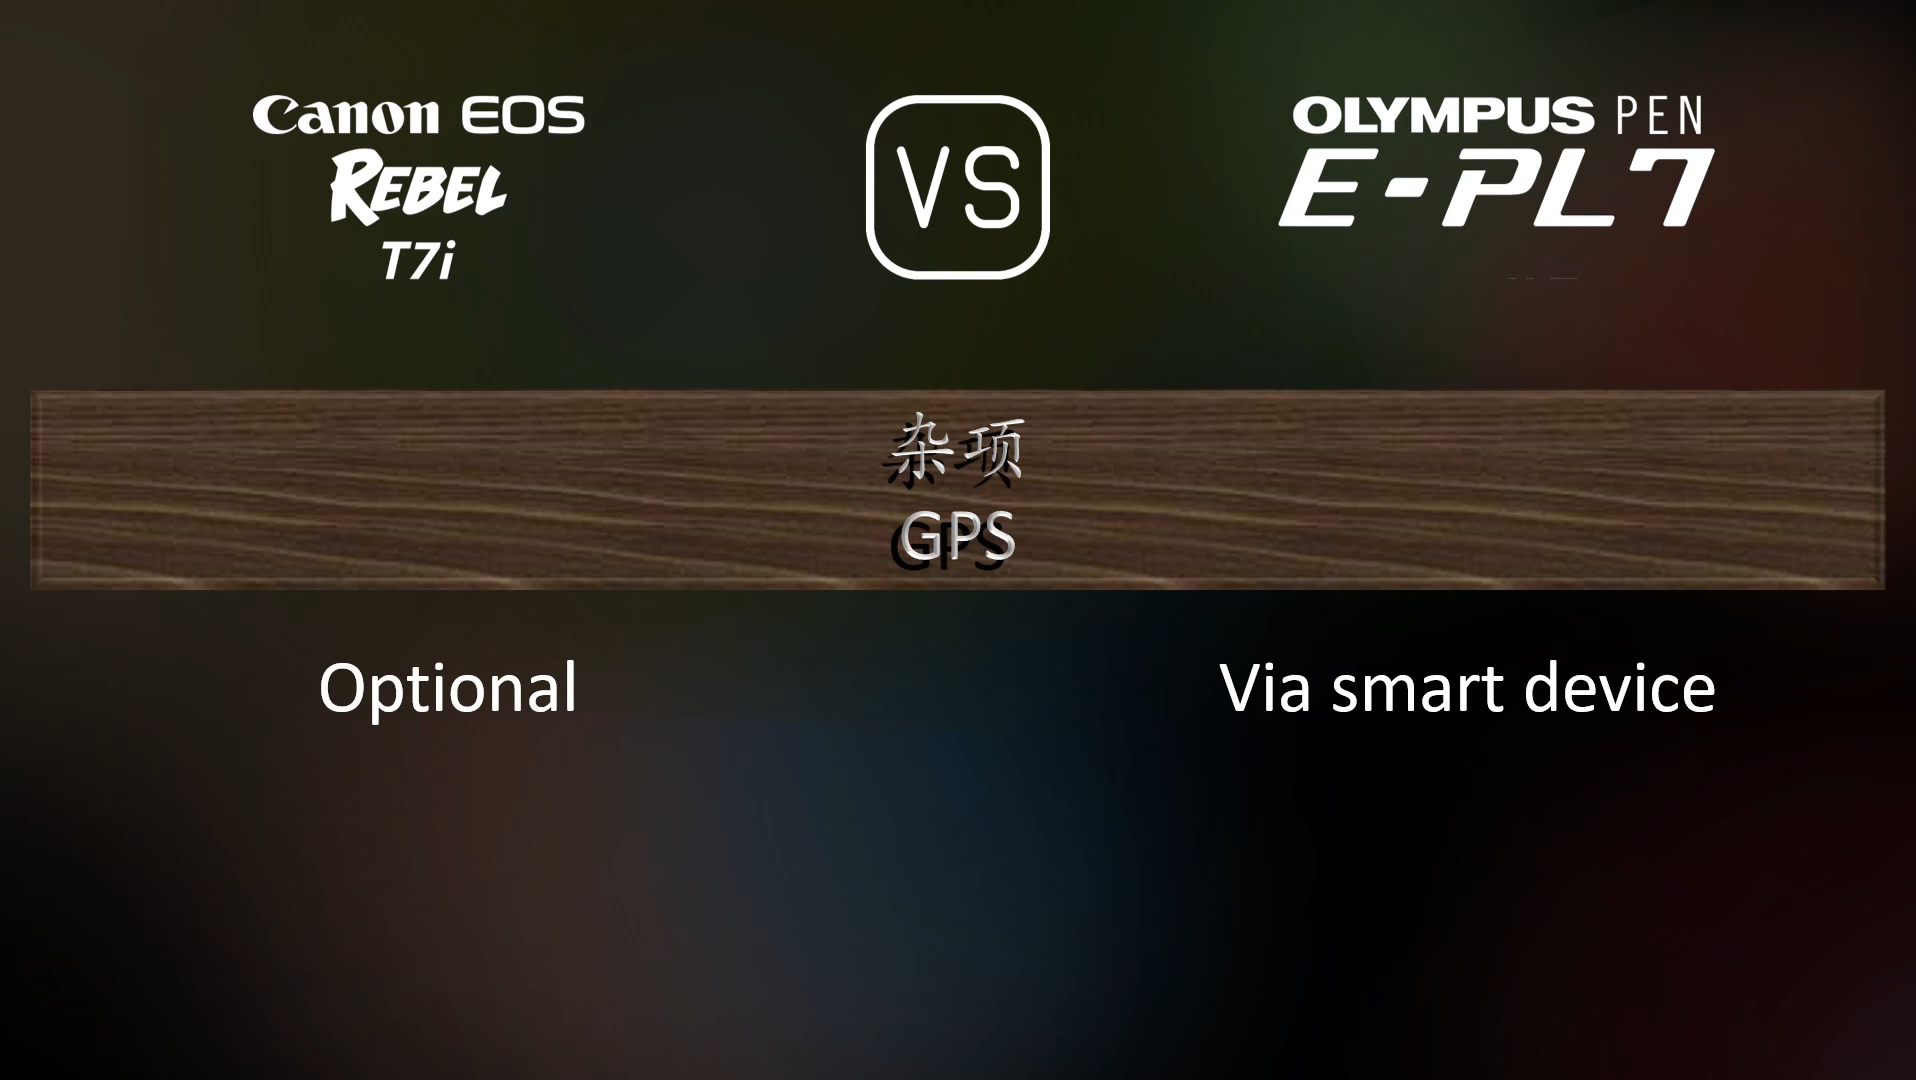 Canon EOS
REBEL
T7i
VS
OLYMPUS PEN
E-PL7
杂项
GPS
Optional
Via smart device